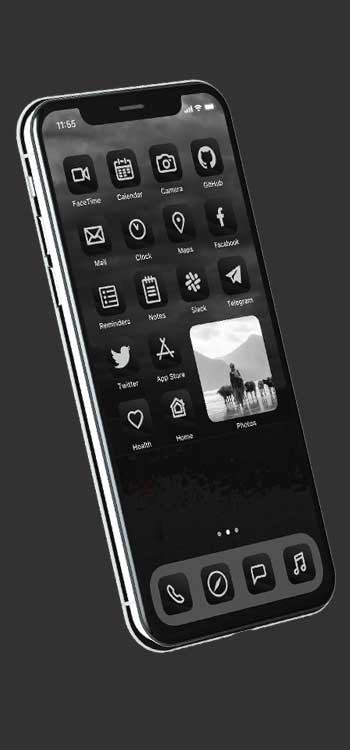 11:55
FaceTime Calendar Camera GitHub
Mail Clock Maps Facebook
Reminders Notes Slack Telegram
Twitter App Store
Health Home Photos